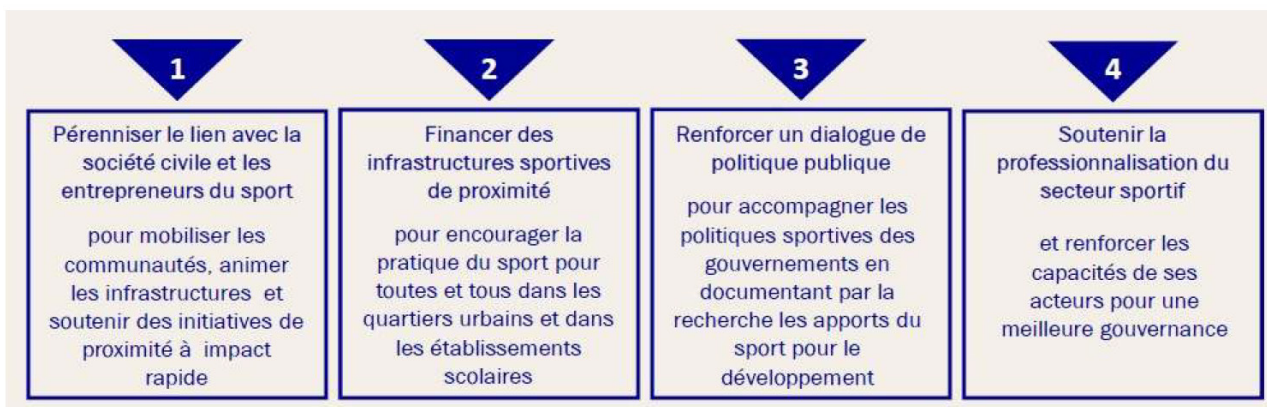 1
Pérenniser le lien avec la
société civile et les
entrepreneurs du sport
pour mobiliser les
communautés, animer
les infrastructures et
soutenir des initiatives de
proximité à impact
rapide
2
Financer des
infrastructures sportives
de proximité
pour encourager la
pratique du sport pour
toutes et tous dans les
quartiers urbains et dans
les établissements
scolaires
3
Renforcer un dialogue de
politique publique
pour accompagner les
politiques sportives des
gouvernements en
documentant par la
recherche les apports du
sport pour le
développement
4
Soutenir la
professionnalisation du
secteur sportif
et renforcer les
capacités de ses
acteurs pour une
meilleure gouvernance